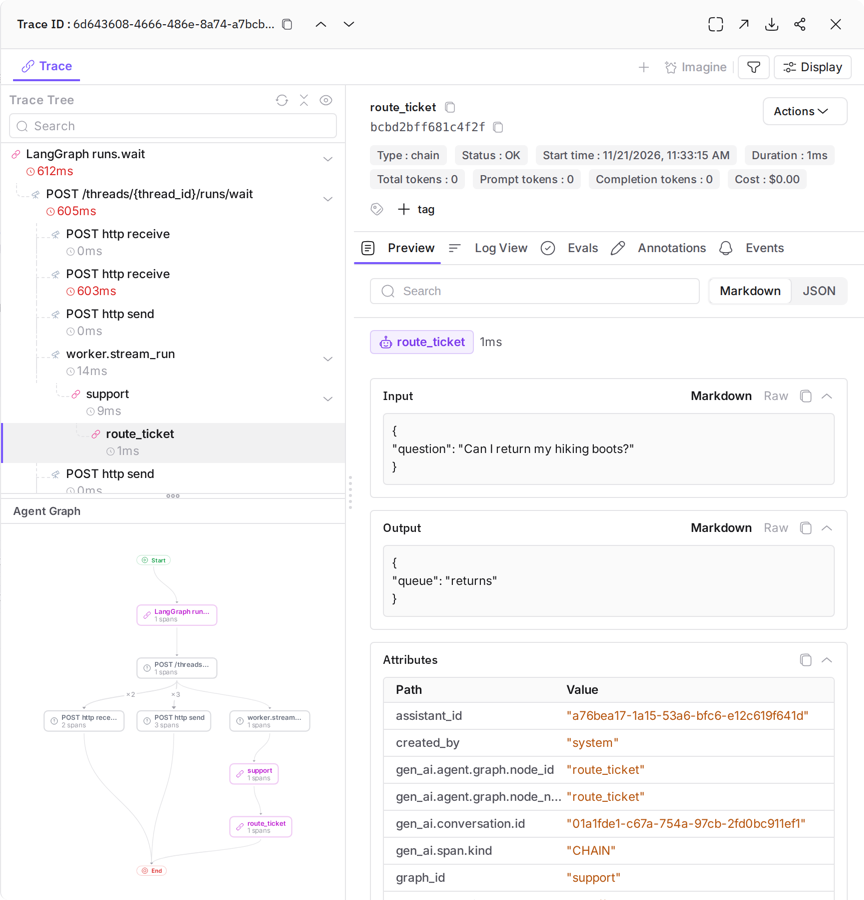 Trace ID : 6d643608-4666-486e-8a74-a7bcb...
Trace
Imagine
Display
Trace Tree
Search
LangGraph runs.wait
612ms
POST /threads/{thread_id}/runs/wait
605ms
POST http receive
0ms
POST http receive
603ms
POST http send
0ms
worker.stream_run
14ms
support
9ms
route_ticket
1ms
POST http send
0ms
Agent Graph
Start
LangGraph run...
1 spans
POST /threads...
1 spans
×2
×3
POST http rece...
2 spans
POST http send
3 spans
worker.stream...
1 spans
support
1 spans
route_ticket
1 spans
End
route_ticket
bcbd2bff681c4f2f
Actions
Type : chain
Status : OK
Start time : 11/21/2026, 11:33:15 AM
Duration : 1ms
Total tokens : 0
Prompt tokens : 0
Completion tokens : 0
Cost : $0.00
+ tag
Preview
Log View
Evals
Annotations
Events
Search
Markdown
JSON
route_ticket
1ms
Input
Markdown
Raw
{
"question": "Can I return my hiking boots?"
}
Output
Markdown
Raw
{
"queue": "returns"
}
Attributes
Path Value
assistant_id "a76bea17-1a15-53a6-bfc6-e12c619f641d"
created_by "system"
gen_ai.agent.graph.node_id "route_ticket"
gen_ai.agent.graph.node_n... "route_ticket"
gen_ai.conversation.id "01a1fde1-c67a-754a-97cb-2fd0bc911ef1"
gen_ai.span.kind "CHAIN"
graph_id "support"